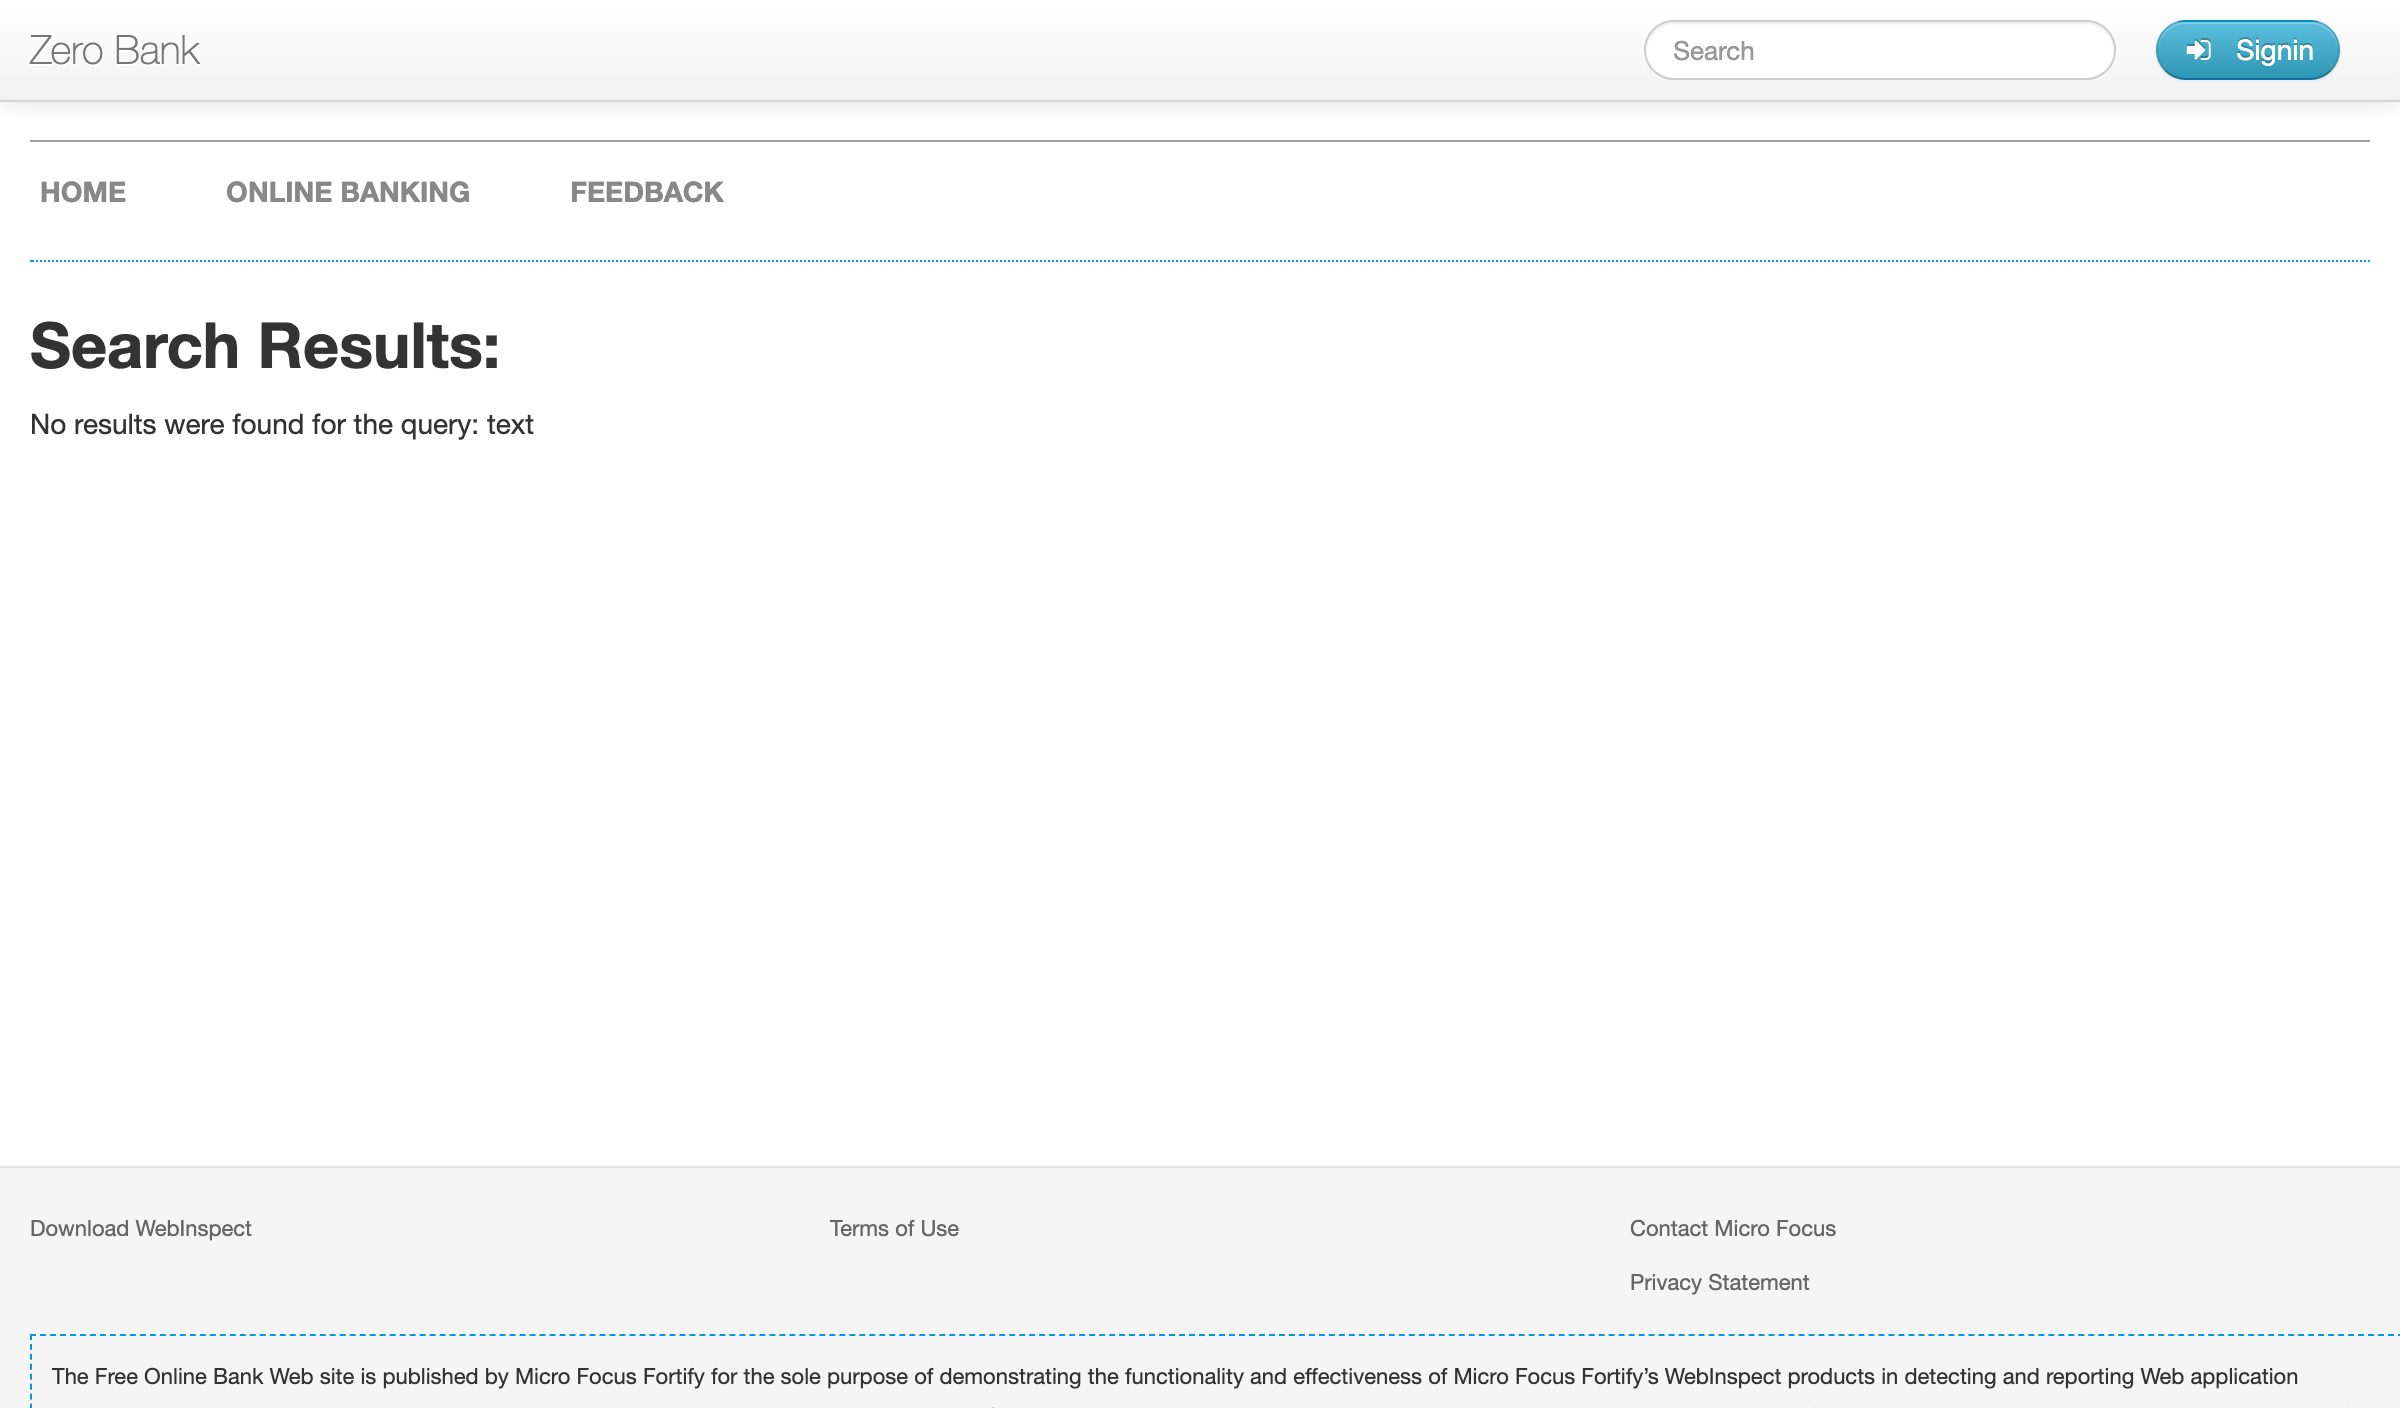 Zero Bank
Search
Signin
HOME
ONLINE BANKING
FEEDBACK
Search Results:
No results were found for the query: text
Download WebInspect
Terms of Use
Contact Micro Focus
Privacy Statement
The Free Online Bank Web site is published by Micro Focus Fortify for the sole purpose of demonstrating the functionality and effectiveness of Micro Focus Fortify’s WebInspect products in detecting and reporting Web application